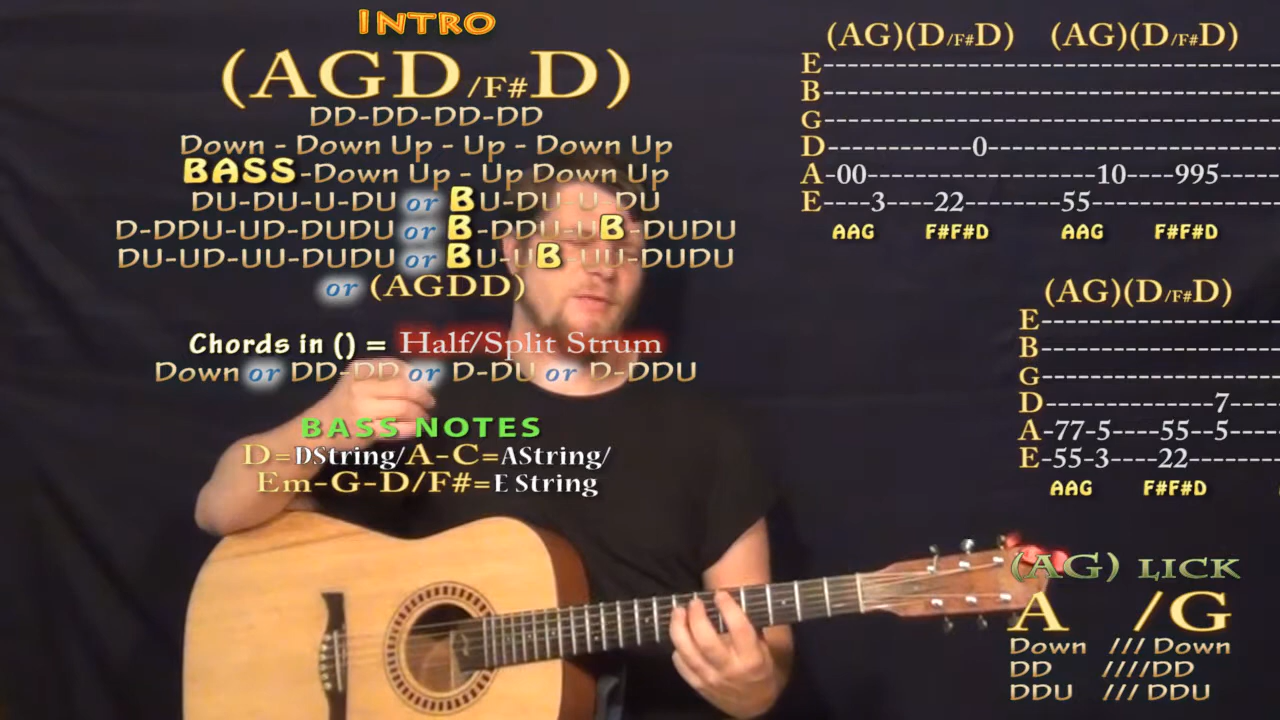 INTRO
(AGD/F#D)
DD-DD-DD-DD
Down - Down Up - Up - Down Up
BASS-Down Up - Up Down Up
DU-DU-U-DU or BU-DU-U-DU
D-DDU-UD-DUDU or B-DDU-UB-DUDU
DU-UD-UU-DUDU or BU-UB-UU-DUDU
or (AGDD)
Chords in () = Half/Split Strum
Down or DD-DD or D-DU or D-DDU
BASS NOTES
D=DString/A-C=AString/
Em-G-D/F#=E String
(AG)(D/F#D) (AG)(D/F#D)
E----------------------------------------
B----------------------------------------
G----------------------------------------
D-------------0--------------------------
A-00------------------------10----995----
E----3----22----------55-----------------
AAG F#F#D AAG F#F#D
(AG)(D/F#D)
E--------------------
B--------------------
G--------------------
D---------------7----
A-77-5----55--5------
E-55-3----22---------
AAG F#F#D
(AG) LICK
A /G
Down /// Down
DD ////DD
DDU /// DDU